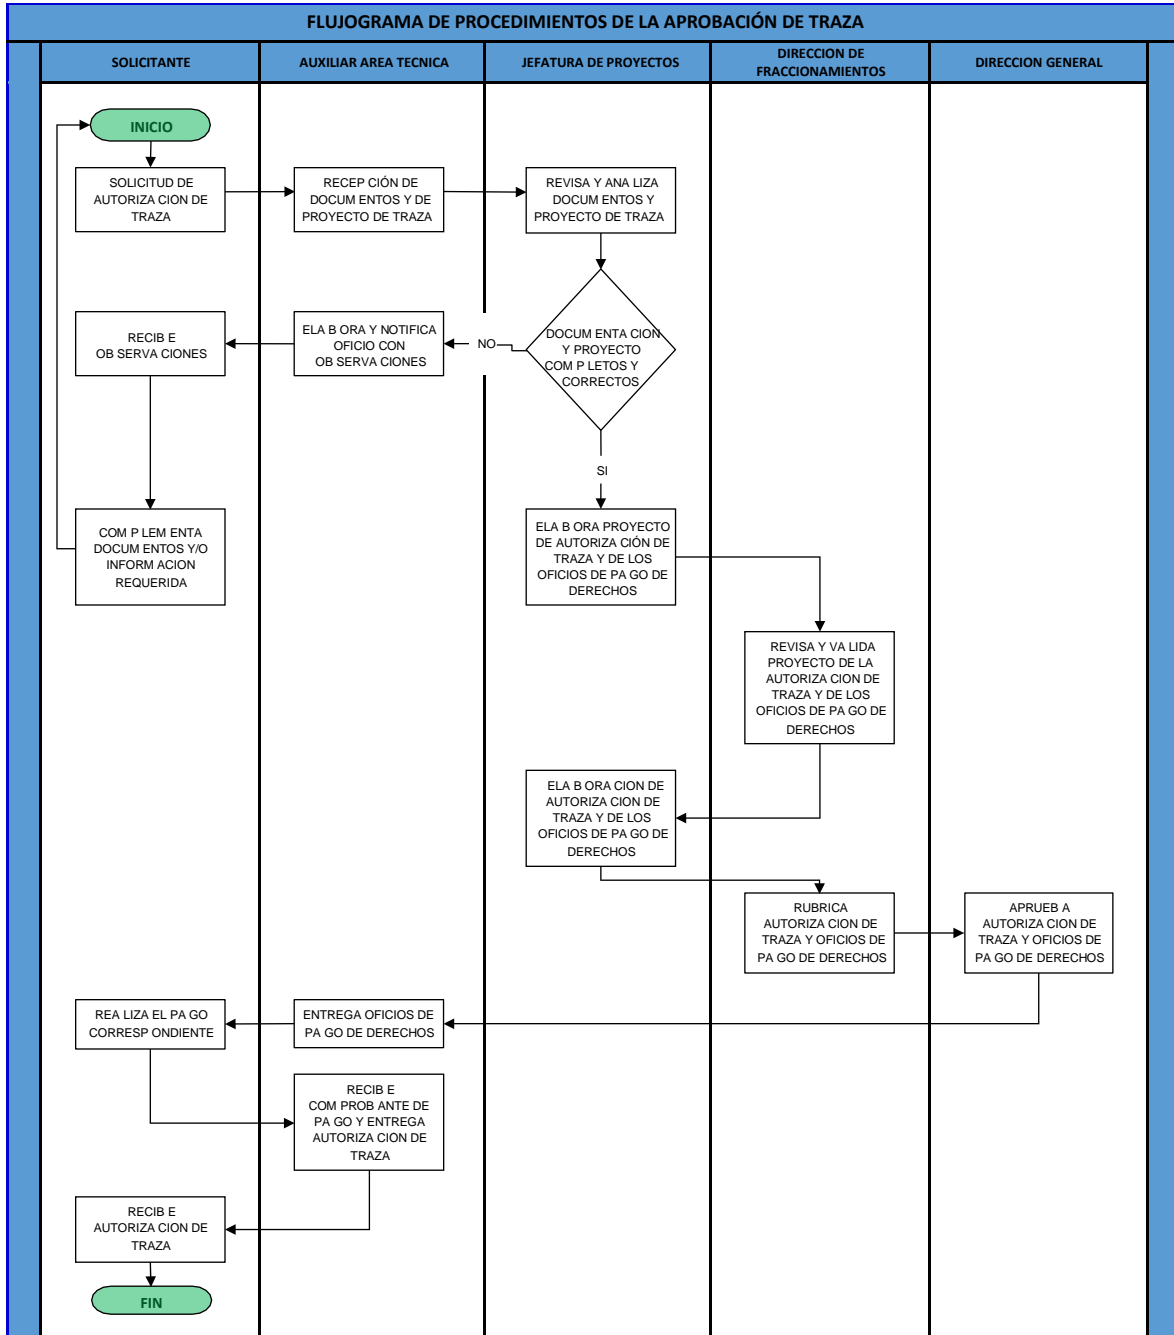 FLUJOGRAMA DE PROCEDIMIENTOS DE LA APROBACIÓN DE TRAZA
SOLICITANTE
AUXILIAR AREA TECNICA
JEFATURA DE PROYECTOS
DIRECCION DE
FRACCIONAMIENTOS
DIRECCION GENERAL
INICIO
SOLICITUD DE
AUTORIZA CION DE
TRAZA
RECEP CIÓN DE
DOCUM ENTOS Y DE
PROYECTO DE TRAZA
REVISA Y ANA LIZA
DOCUM ENTOS Y
PROYECTO DE TRAZA
DOCUM ENTA CION
Y PROYECTO
COM P LETOS Y
CORRECTOS
NO
ELA B ORA Y NOTIFICA
OFICIO CON
OB SERVA CIONES
RECIB E
OB SERVA CIONES
SI
COM P LEM ENTA
DOCUM ENTOS Y/O
INFORM ACION
REQUERIDA
ELA B ORA PROYECTO
DE AUTORIZA CIÓN DE
TRAZA Y DE LOS
OFICIOS DE PA GO DE
DERECHOS
REVISA Y VA LIDA
PROYECTO DE LA
AUTORIZA CION DE
TRAZA Y DE LOS
OFICIOS DE PA GO DE
DERECHOS
ELA B ORA CION DE
AUTORIZA CION DE
TRAZA Y DE LOS
OFICIOS DE PA GO DE
DERECHOS
RUBRICA
AUTORIZA CION DE
TRAZA Y OFICIOS DE
PA GO DE DERECHOS
APRUEB A
AUTORIZA CION DE
TRAZA Y OFICIOS DE
PA GO DE DERECHOS
ENTREGA OFICIOS DE
PA GO DE DERECHOS
REA LIZA EL PA GO
CORRESP ONDIENTE
RECIB E
COM PROB ANTE DE
PA GO Y ENTREGA
AUTORIZA CION DE
TRAZA
RECIB E
AUTORIZA CION DE
TRAZA
FIN